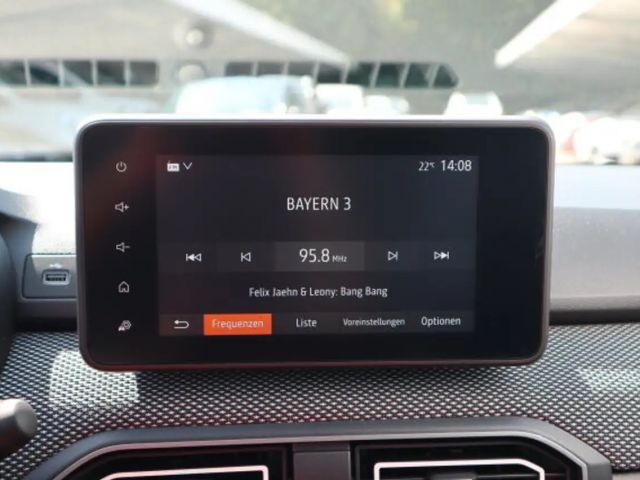 22°C 14:08
BAYERN 3
95.8 MHz
Felix Jaehn & Leony: Bang Bang
Frequenzen Liste Voreinstellungen Optionen